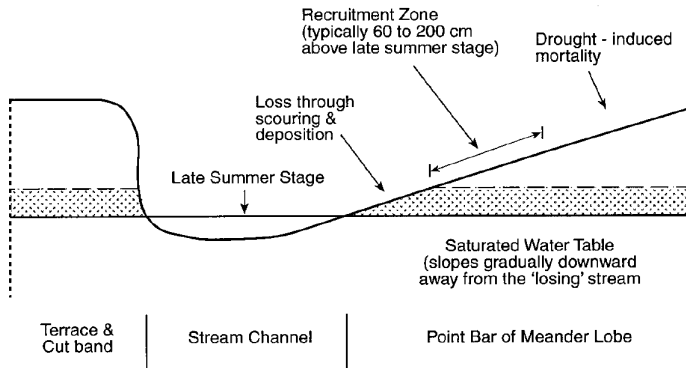 Recruitment Zone
(typically 60 to 200 cm
above late summer stage)
Drought - induced
mortality
Loss through
scouring &
deposition
Late Summer Stage
Saturated Water Table
(slopes gradually downward
away from the 'losing' stream
Terrace &
Cut band
Stream Channel
Point Bar of Meander Lobe